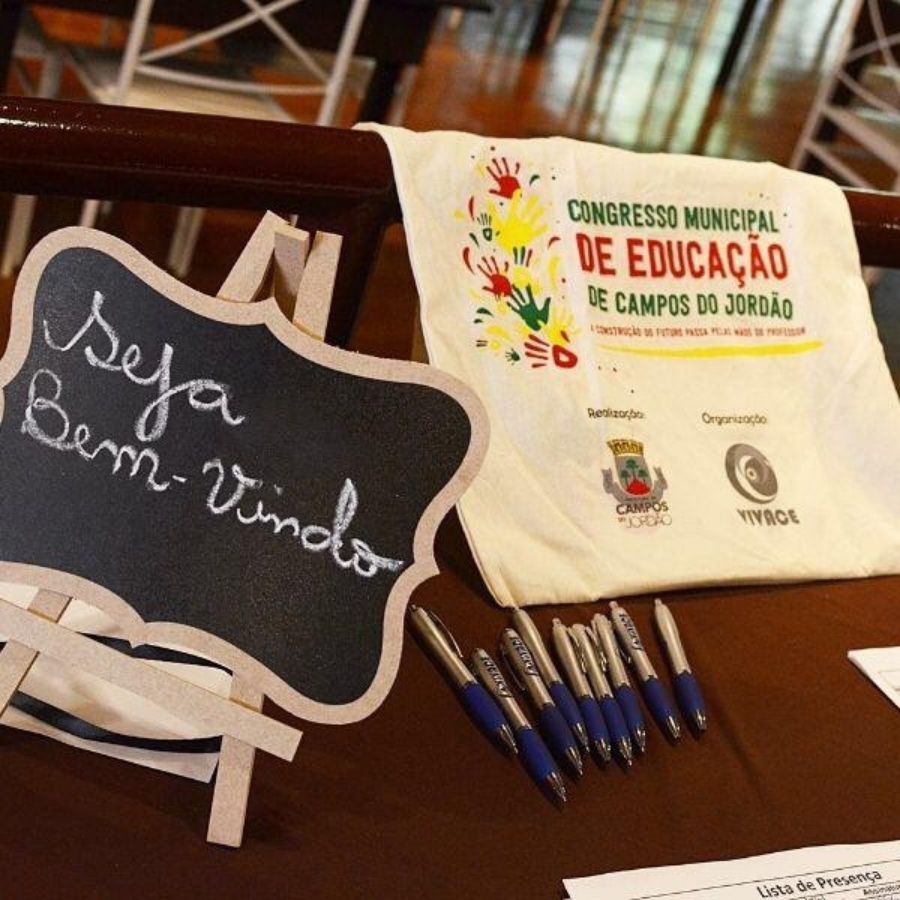 Seja
Bem-Vindo
CONGRESSO MUNICIPAL
DE EDUCAÇÃO
DE CAMPOS DO JORDÃO
A CONSTRUÇÃO DO FUTURO PASSA PELAS MÃOS DO PROFESSOR
Realização:
Organização:
CAMPOS
DO JORDÃO
VIVACE
Lista de Presença